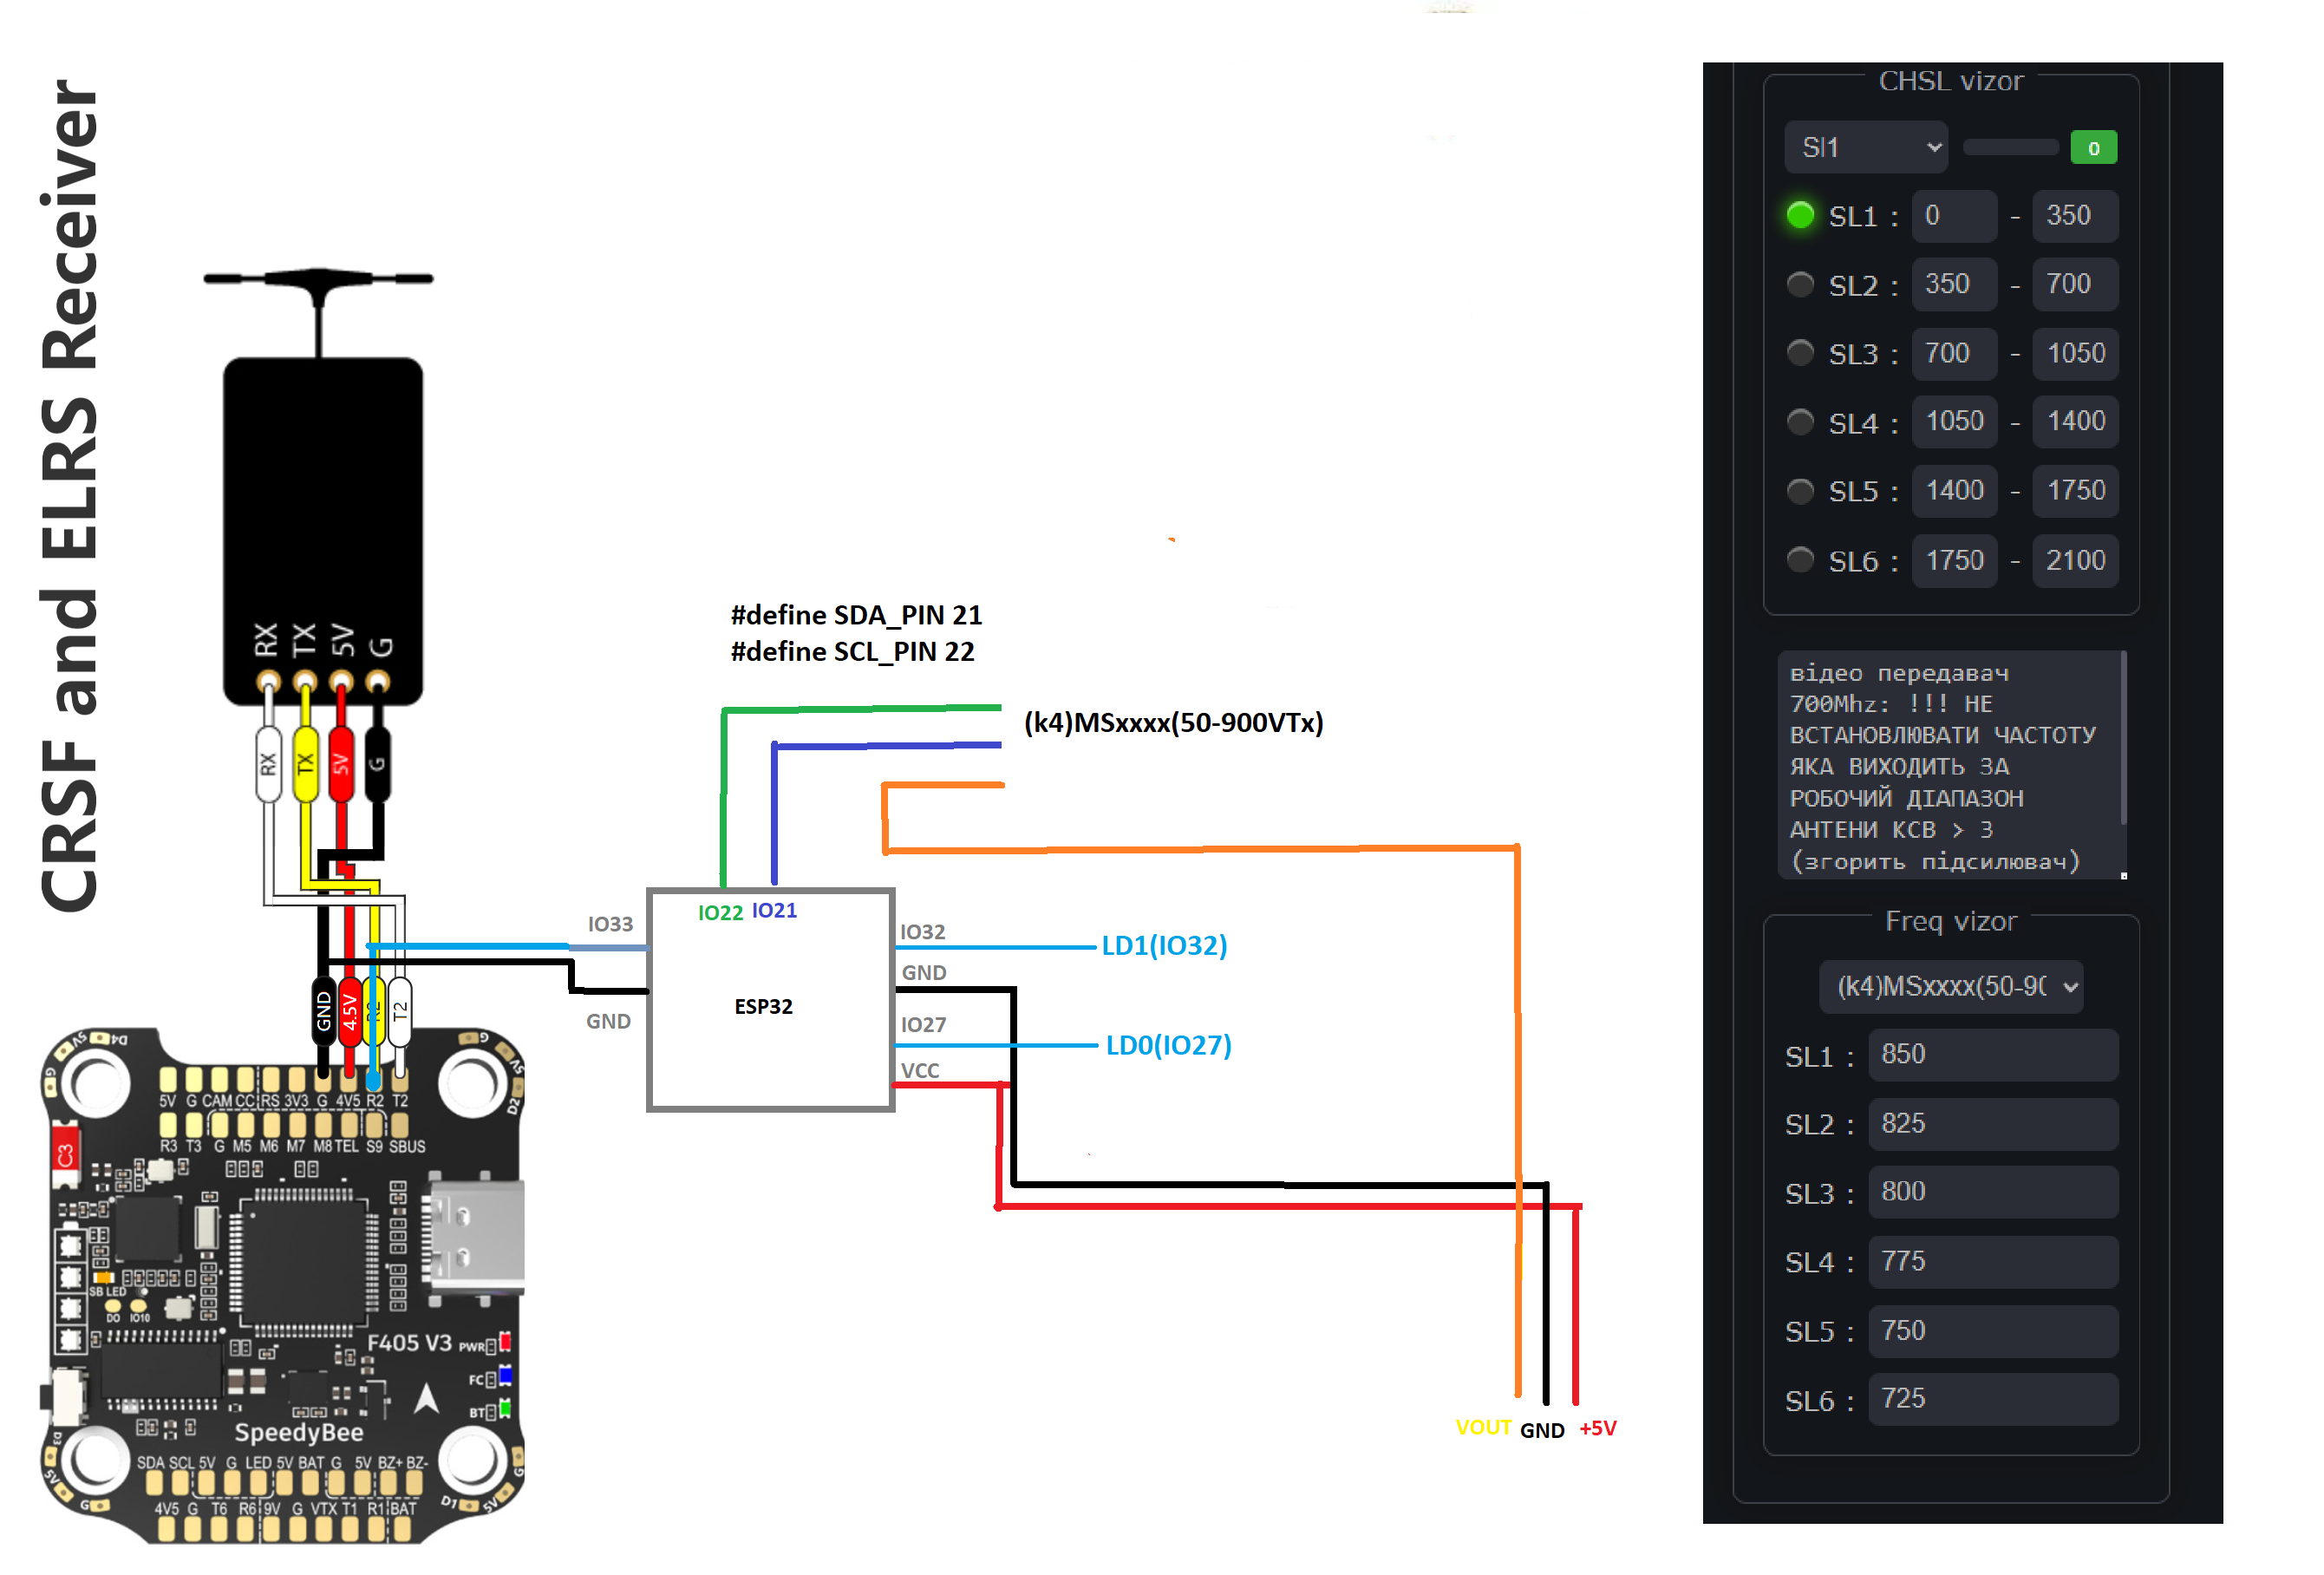 CRSF and ELRS Receiver
RX TX 5V G
RX TX 5V G
GND 4.5V R2 T2
5V G CAM CC RS 3V3 G 4V5 R2 T2
R3 T3 G M5 M6 M7 M8 TEL S9 SBUS
G 5V D4
G 5V D2
C3
SB LED
DO IO10
F405 V3
PWR
FC
BT
SpeedyBee
D3
5V
G
G
D1 5V
SDA SCL 5V G LED 5V BAT G 5V BZ+ BZ-
4V5 G T6 R6 9V G VTX T1 R1 BAT
#define SDA_PIN 21
#define SCL_PIN 22
(k4)MSxxxx(50-900VTx)
IO22 IO21
IO33
GND
ESP32
IO32
GND
IO27
VCC
LD1(IO32)
LD0(IO27)
VOUT GND +5V
CHSL vizor
Sl1 0
SL1 : 0 - 350
SL2 : 350 - 700
SL3 : 700 - 1050
SL4 : 1050 - 1400
SL5 : 1400 - 1750
SL6 : 1750 - 2100
відео передавач
700Mhz: !!! НЕ
ВСТАНОВЛЮВАТИ ЧАСТОТУ
ЯКА ВИХОДИТЬ ЗА
РОБОЧИЙ ДІАПАЗОН
АНТЕНИ КСВ > 3
(згорить підсилювач)
Freq vizor
(k4)MSxxxx(50-90
SL1 : 850
SL2 : 825
SL3 : 800
SL4 : 775
SL5 : 750
SL6 : 725